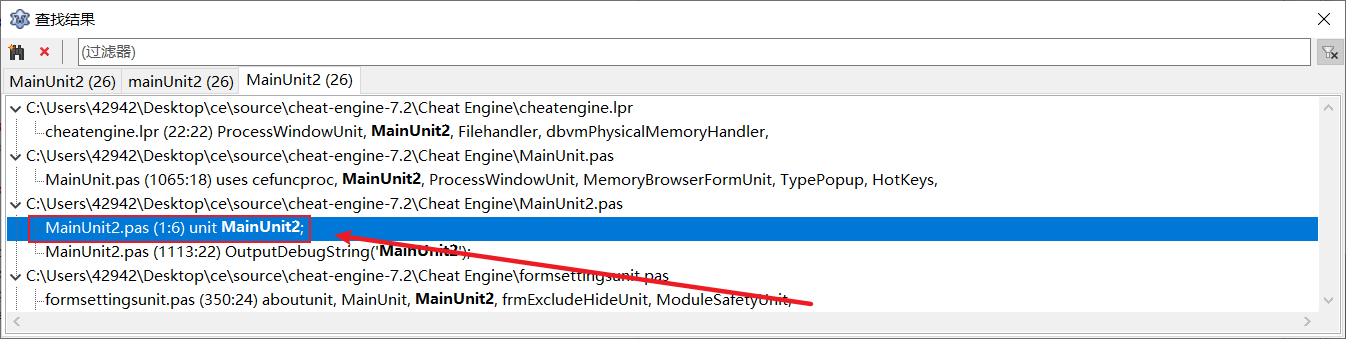 查找结果
(过滤器)
MainUnit2 (26) mainUnit2 (26) MainUnit2 (26)
C:\Users\42942\Desktop\ce\source\cheat-engine-7.2\Cheat Engine\cheatengine.lpr
cheatengine.lpr (22:22) ProcessWindowUnit, MainUnit2, Filehandler, dbvmPhysicalMemoryHandler,
C:\Users\42942\Desktop\ce\source\cheat-engine-7.2\Cheat Engine\MainUnit.pas
MainUnit.pas (1065:18) uses cefuncproc, MainUnit2, ProcessWindowUnit, MemoryBrowserFormUnit, TypePopup, HotKeys,
C:\Users\42942\Desktop\ce\source\cheat-engine-7.2\Cheat Engine\MainUnit2.pas
MainUnit2.pas (1:6) unit MainUnit2;
MainUnit2.pas (1113:22) OutputDebugString('MainUnit2');
C:\Users\42942\Desktop\ce\source\cheat-engine-7.2\Cheat Engine\formsettingsunit.pas
formsettingsunit.pas (350:24) aboutunit, MainUnit, MainUnit2, frmExcludeHideUnit, ModuleSafetyUnit,